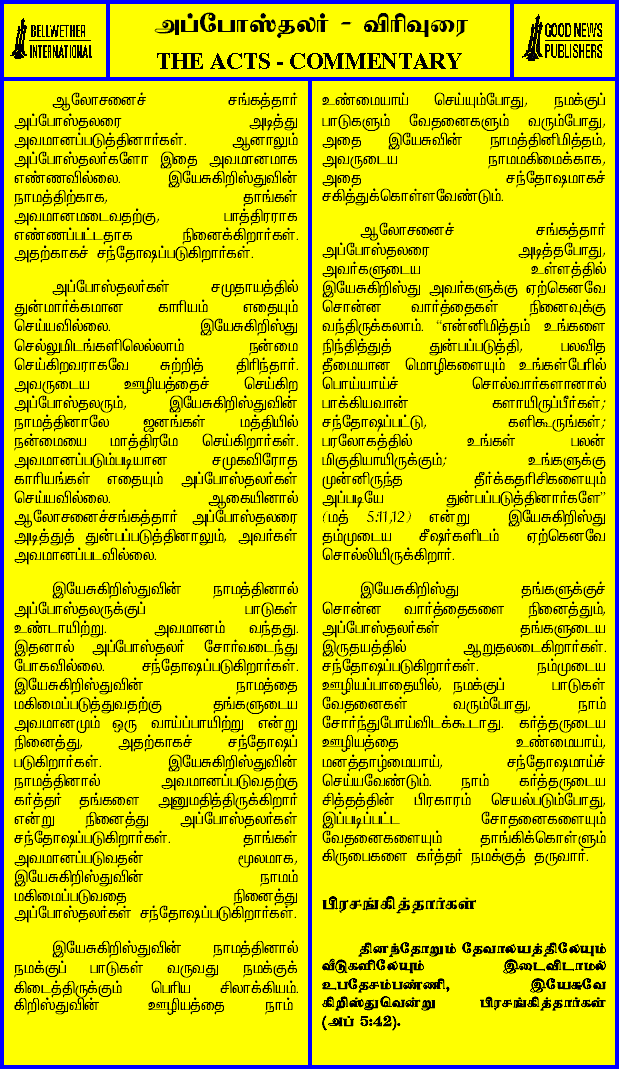 BELLWETHER
INTERNATIONAL
அப்போஸ்தலர் - விரிவுரை
THE ACTS - COMMENTARY
GOOD NEWS
PUBLISHERS
ஆலோசனைச் சங்கத்தார்
அப்போஸ்தலரை அடித்து
அவமானப்படுத்தினார்கள். ஆனாலும்
அப்போஸ்தலர்களோ இதை அவமானமாக
எண்ணவில்லை. இயேசுகிறிஸ்துவின்
நாமத்திற்காக, தாங்கள்
அவமானமடைவதற்கு, பாத்திரராக
எண்ணப்பட்டதாக நினைக்கிறார்கள்.
அதற்காகச் சந்தோஷப்படுகிறார்கள்.
அப்போஸ்தலர்கள் சமுதாயத்தில்
துன்மார்க்கமான காரியம் எதையும்
செய்யவில்லை. இயேசுகிறிஸ்து
செல்லுமிடங்களிலெல்லாம் நன்மை
செய்கிறவராகவே சுற்றித் திரிந்தார்.
அவருடைய ஊழியத்தைச் செய்கிற
அப்போஸ்தலரும், இயேசுகிறிஸ்துவின்
நாமத்தினாலே ஜனங்கள் மத்தியில்
நன்மையை மாத்திரமே செய்கிறார்கள்.
அவமானப்படும்படியான சமுகவிரோத
காரியங்கள் எதையும் அப்போஸ்தலர்கள்
செய்யவில்லை. ஆகையினால்
ஆலோசனைச்சங்கத்தார் அப்போஸ்தலரை
அடித்துத் துன்பப்படுத்தினாலும், அவர்கள்
அவமானப்படவில்லை.
இயேசுகிறிஸ்துவின் நாமத்தினால்
அப்போஸ்தலருக்குப் பாடுகள்
உண்டாயிற்று. அவமானம் வந்தது.
இதனால் அப்போஸ்தலர் சோர்வடைந்து
போகவில்லை. சந்தோஷப்படுகிறார்கள்.
இயேசுகிறிஸ்துவின் நாமத்தை
மகிமைப்படுத்துவதற்கு தங்களுடைய
அவமானமும் ஒரு வாய்ப்பாயிற்று என்று
நினைத்து, அதற்காகச் சந்தோஷப்
படுகிறார்கள். இயேசுகிறிஸ்துவின்
நாமத்தினால் அவமானப்படுவதற்கு
கர்த்தர் தங்களை அனுமதித்திருக்கிறார்
என்று நினைத்து அப்போஸ்தலர்கள்
சந்தோஷப்படுகிறார்கள். தாங்கள்
அவமானப்படுவதன் மூலமாக,
இயேசுகிறிஸ்துவின் நாமம்
மகிமைப்படுவதை நினைத்து
அப்போஸ்தலர்கள் சந்தோஷப்படுகிறார்கள்.
இயேசுகிறிஸ்துவின் நாமத்தினால்
நமக்குப் பாடுகள் வருவது நமக்குக்
கிடைத்திருக்கும் பெரிய சிலாக்கியம்.
கிறிஸ்துவின் ஊழியத்தை நாம்
உண்மையாய் செய்யும்போது, நமக்குப்
பாடுகளும் வேதனைகளும் வரும்போது,
அதை இயேசுவின் நாமத்தினிமித்தம்,
அவருடைய நாமமகிமைக்காக,
அதை சந்தோஷமாகச்
சகித்துக்கொள்ளவேண்டும்.
ஆலோசனைச் சங்கத்தார்
அப்போஸ்தலரை அடித்தபோது,
அவர்களுடைய உள்ளத்தில்
இயேசுகிறிஸ்து அவர்களுக்கு ஏற்கெனவே
சொன்ன வார்த்தைகள் நினைவுக்கு
வந்திருக்கலாம். “என்னிமித்தம் உங்களை
நிந்தித்துத் துன்பப்படுத்தி, பலவித
தீமையான மொழிகளையும் உங்கள்பேரில்
பொய்யாய்ச் சொல்வார்களானால்
பாக்கியவான் களாயிருப்பீர்கள்;
சந்தோஷப்பட்டு, களிகூருங்கள்;
பரலோகத்தில் உங்கள் பலன்
மிகுதியாயிருக்கும்; உங்களுக்கு
முன்னிருந்த தீர்க்கதரிசிகளையும்
அப்படியே துன்பப்படுத்தினார்களே”
(மத் 5:11,12) என்று இயேசுகிறிஸ்து
தம்முடைய சீஷர்களிடம் ஏற்கெனவே
சொல்லியிருக்கிறார்.
இயேசுகிறிஸ்து தங்களுக்குச்
சொன்ன வார்த்தைகளை நினைத்தும்,
அப்போஸ்தலர்கள் தங்களுடைய
இருதயத்தில் ஆறுதலடைகிறார்கள்.
சந்தோஷப்படுகிறார்கள். நம்முடைய
ஊழியப்பாதையில், நமக்குப் பாடுகள்
வேதனைகள் வரும்போது, நாம்
சோர்ந்துபோய்விடக்கூடாது. கர்த்தருடைய
ஊழியத்தை உண்மையாய்,
மனத்தாழ்மையாய், சந்தோஷமாய்ச்
செய்யவேண்டும். நாம் கர்த்தருடைய
சித்தத்தின் பிரகாரம் செயல்படும்போது,
இப்படிப்பட்ட சோதனைகளையும்
வேதனைகளையும் தாங்கிக்கொள்ளும்
கிருபைகளை கர்த்தர் நமக்குத் தருவார்.
பிரசங்கித்தார்கள்
தினந்தோறும் தேவாலயத்திலேயும்
வீடுகளிலேயும் இடைவிடாமல்
உபதேசம்பண்ணி, இயேசுவே
கிறிஸ்துவென்று பிரசங்கித்தார்கள்
(அப் 5:42).